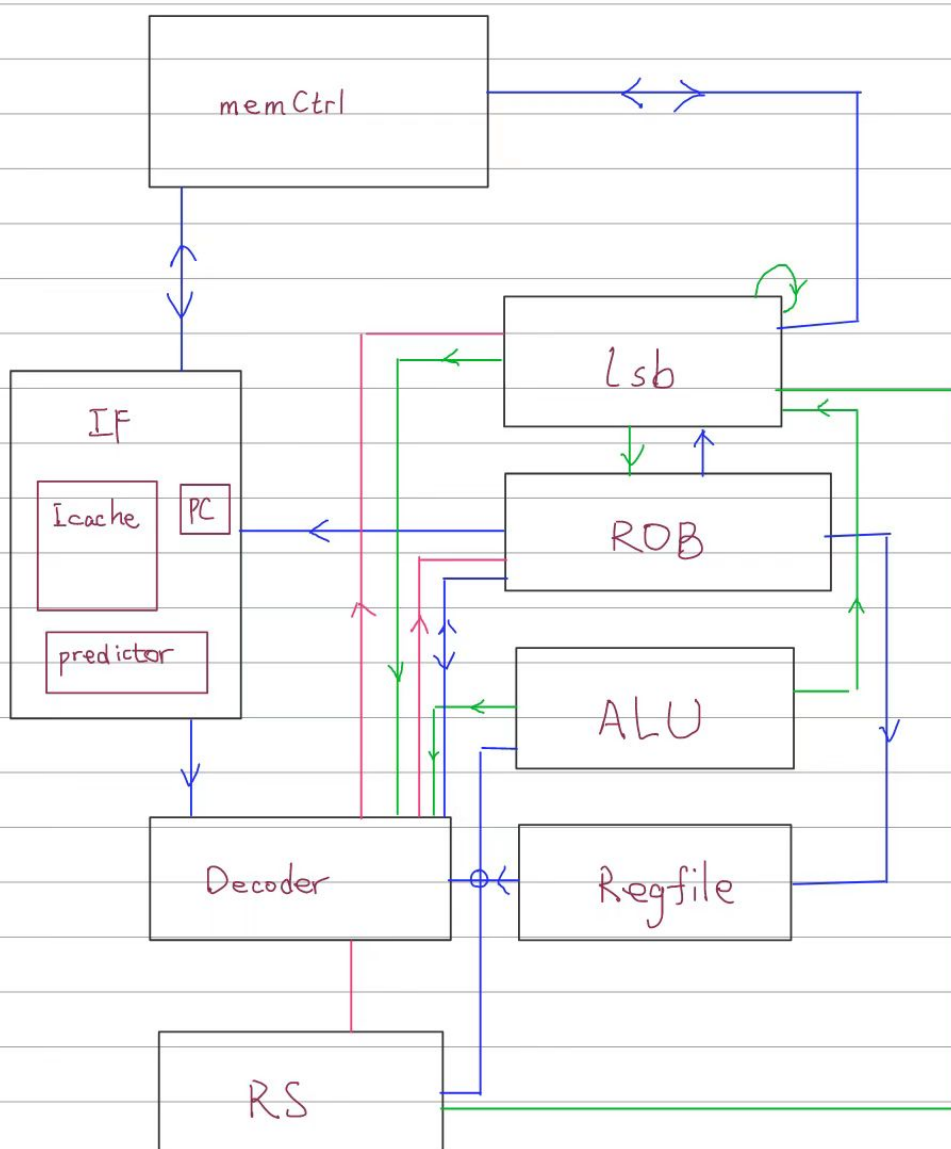 memCtrl
lsb
IF
Icache
PC
ROB
predictor
ALU
Decoder
Regfile
RS